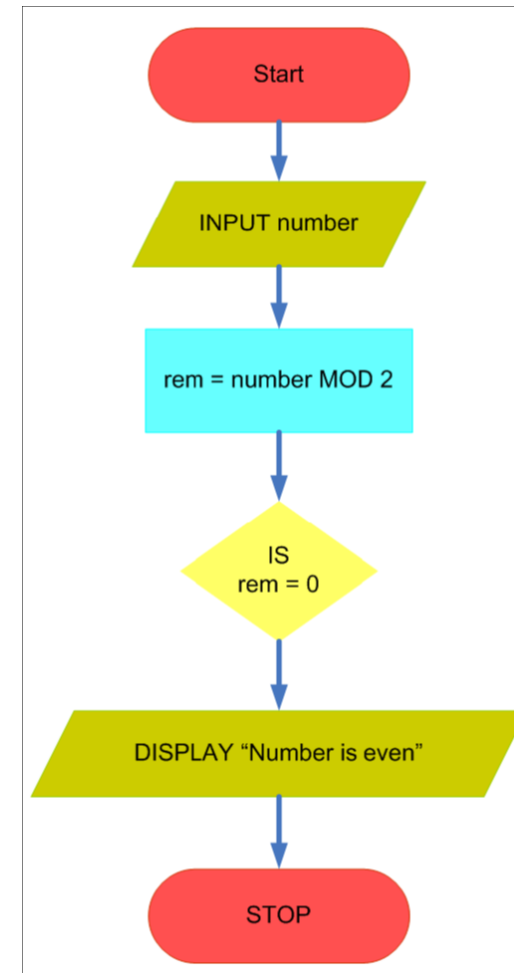 Start
INPUT number
rem = number MOD 2
IS
rem = 0
DISPLAY “Number is even”
STOP